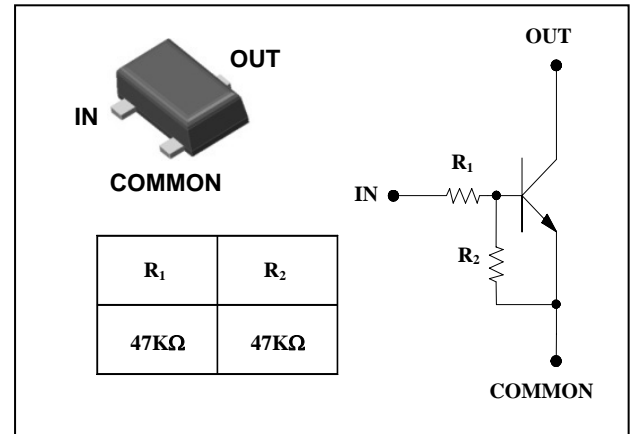 OUT
IN
COMMON
R₁ R₂
47KΩ 47KΩ
OUT
R₁
IN
R₂
COMMON